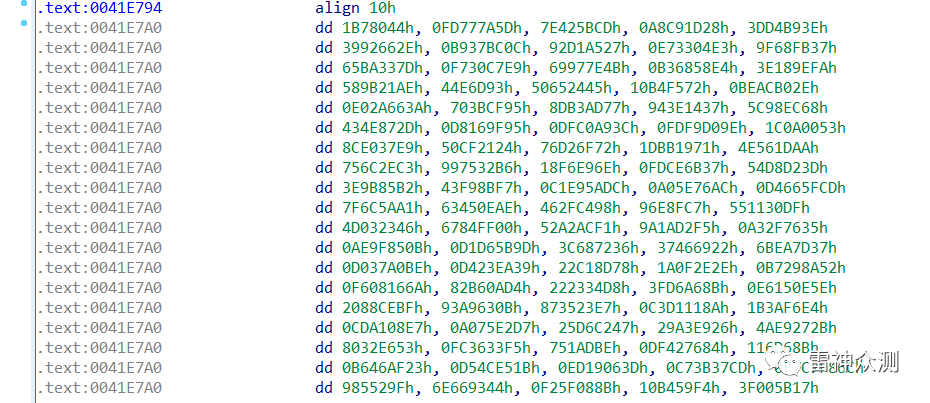 .text:0041E794 align 10h
.text:0041E7A0 dd 1B78044h, 0FD777A5Dh, 7E425BCDh, 0A8C91D28h, 3DD4B93Eh
.text:0041E7A0 dd 3992662Eh, 0B937BC0Ch, 92D1A527h, 0E73304E3h, 9F68FB37h
.text:0041E7A0 dd 65BA337Dh, 0F730C7E9h, 69977E4Bh, 0B36858E4h, 3E189EFAh
.text:0041E7A0 dd 589B21AEh, 44E6D93h, 50652445h, 10B4F572h, 0BEACB02Eh
.text:0041E7A0 dd 0E02A663Ah, 703BCF95h, 8DB3AD77h, 943E1437h, 5C98EC68h
.text:0041E7A0 dd 434E872Dh, 0D8169F95h, 0DFC0A93Ch, 0FDF9D09Eh, 1C0A0053h
.text:0041E7A0 dd 8CE037E9h, 50CF2124h, 76D26F72h, 1DBB1971h, 4E561DAAh
.text:0041E7A0 dd 756C2EC3h, 997532B6h, 18F6E96Eh, 0FDCE6B37h, 54D8D23Dh
.text:0041E7A0 dd 3E9B85B2h, 43F98BF7h, 0C1E95ADCh, 0A05E76ACh, 0D4665FCDh
.text:0041E7A0 dd 7F6C5AA1h, 63450EAEh, 462FC498h, 96E8FC7h, 551130DFh
.text:0041E7A0 dd 4D032346h, 6784FF00h, 52A2ACF1h, 9A1AD2F5h, 0A32F7635h
.text:0041E7A0 dd 0AE9F850Bh, 0D1D65B9Dh, 3C687236h, 37466922h, 6BEA7D37h
.text:0041E7A0 dd 0D037A0BEh, 0D423EA39h, 22C18D78h, 1A0F2E2Eh, 0B7298A52h
.text:0041E7A0 dd 0F608166Ah, 82B60AD4h, 222334D8h, 3FD6A68Bh, 0E6150E5Eh
.text:0041E7A0 dd 2088CEBFh, 93A9630Bh, 873523E7h, 0C3D1118Ah, 1B3AF6E4h
.text:0041E7A0 dd 0CDA108E7h, 0A075E2D7h, 25D6C247h, 29A3E926h, 4AE9272Bh
.text:0041E7A0 dd 8032E653h, 0FC3633F5h, 751ADBEh, 0DF427684h,
.text:0041E7A0 dd 0B646AF23h, 0D54CE51Bh, 0ED19063Dh, 0C73B37CDh,
.text:0041E7A0 dd 985529Fh, 6E669344h, 0F25F088Bh, 10B459F4h, 3F005B17h
雷神众测